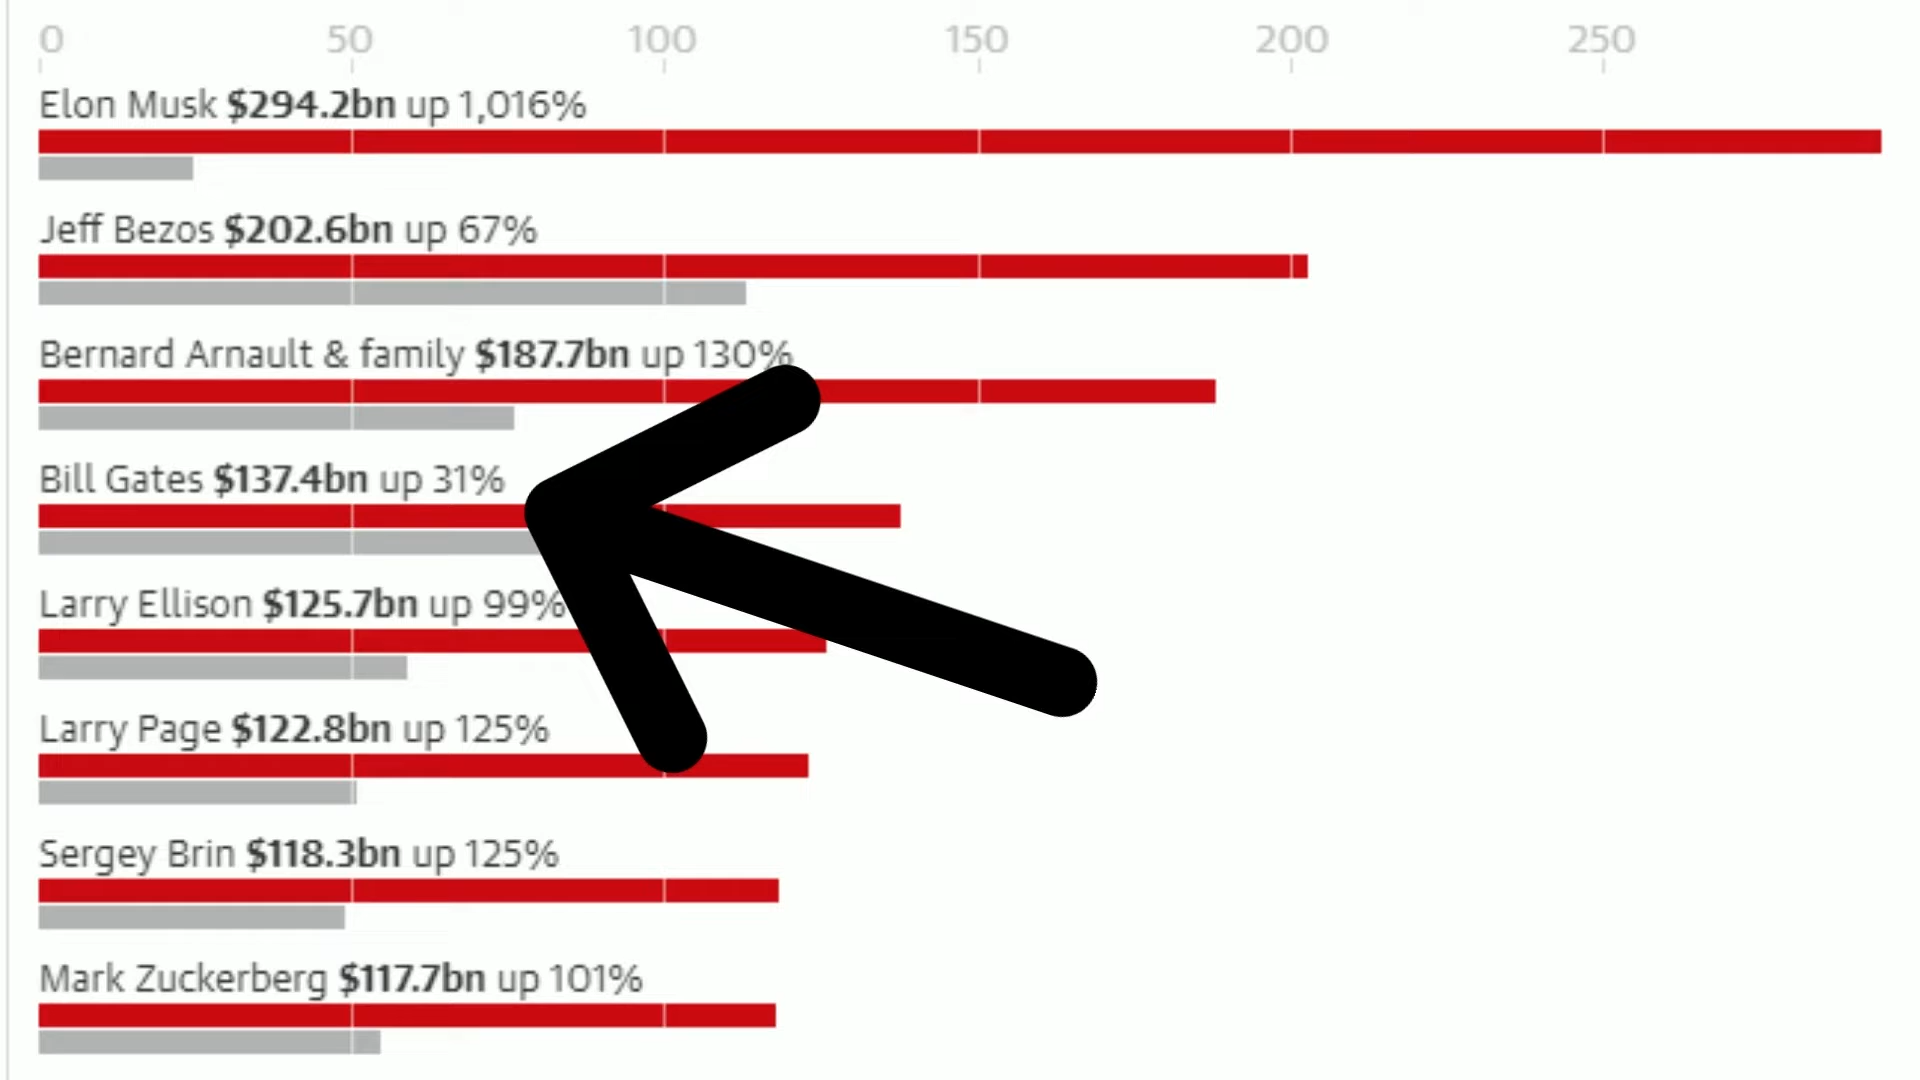 0 50 100 150 200 250
Elon Musk $294.2bn up 1,016%
Jeff Bezos $202.6bn up 67%
Bernard Arnault & family $187.7bn up 130%
Bill Gates $137.4bn up 31%
Larry Ellison $125.7bn up 99%
Larry Page $122.8bn up 125%
Sergey Brin $118.3bn up 125%
Mark Zuckerberg $117.7bn up 101%